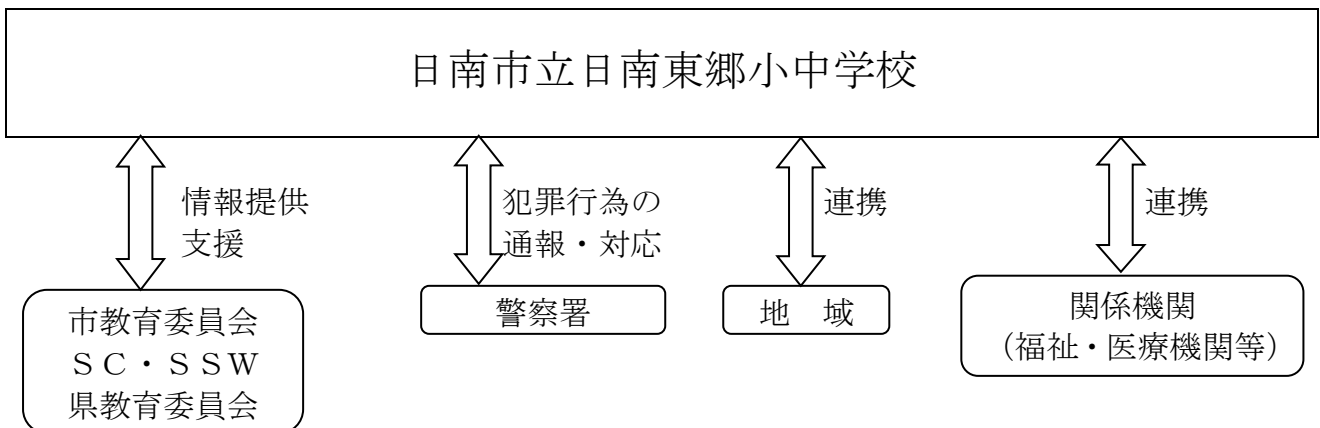 日南市立日南東郷小中学校
情報提供
支援
犯罪行為の
通報・対応
連携
連携
市教育委員会
ＳＣ・ＳＳＷ
県教育委員会
警察署
地　域
関係機関
（福祉・医療機関等）